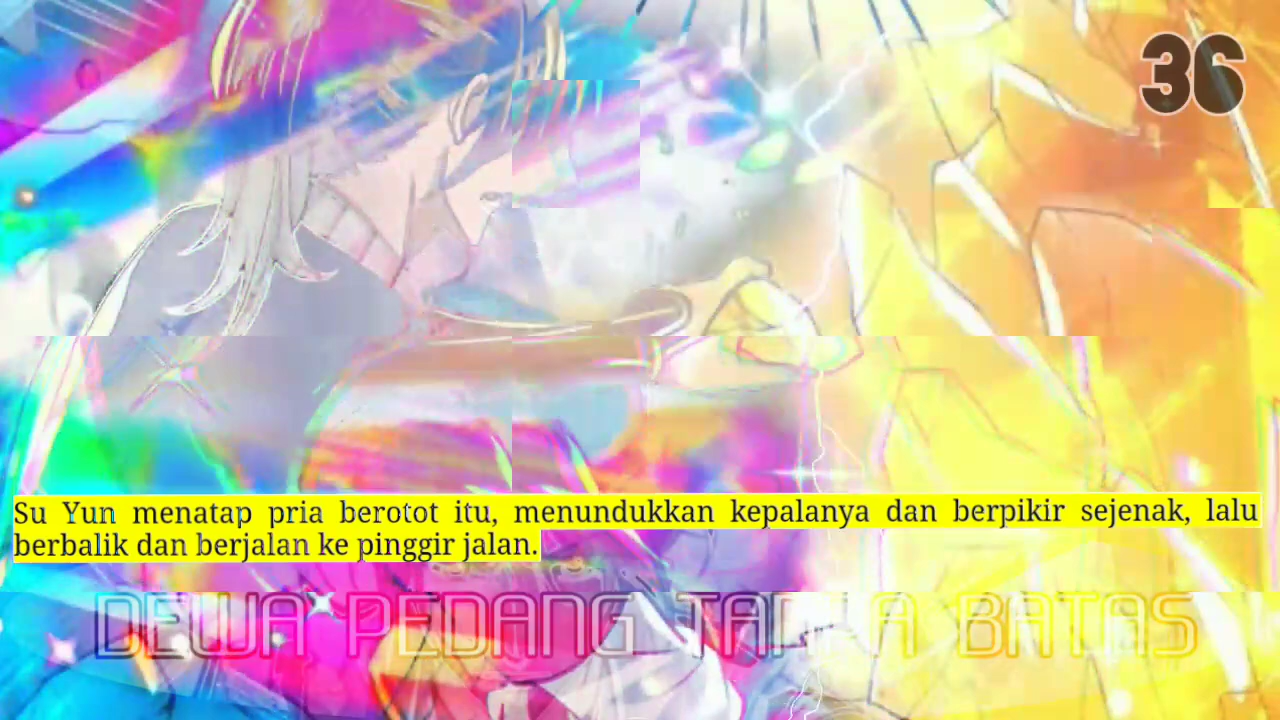 36
Su Yun menatap pria berotot itu, menundukkan kepalanya dan berpikir sejenak, lalu
berbalik dan berjalan ke pinggir jalan.
DEWA PEDANG TANPA BATAS